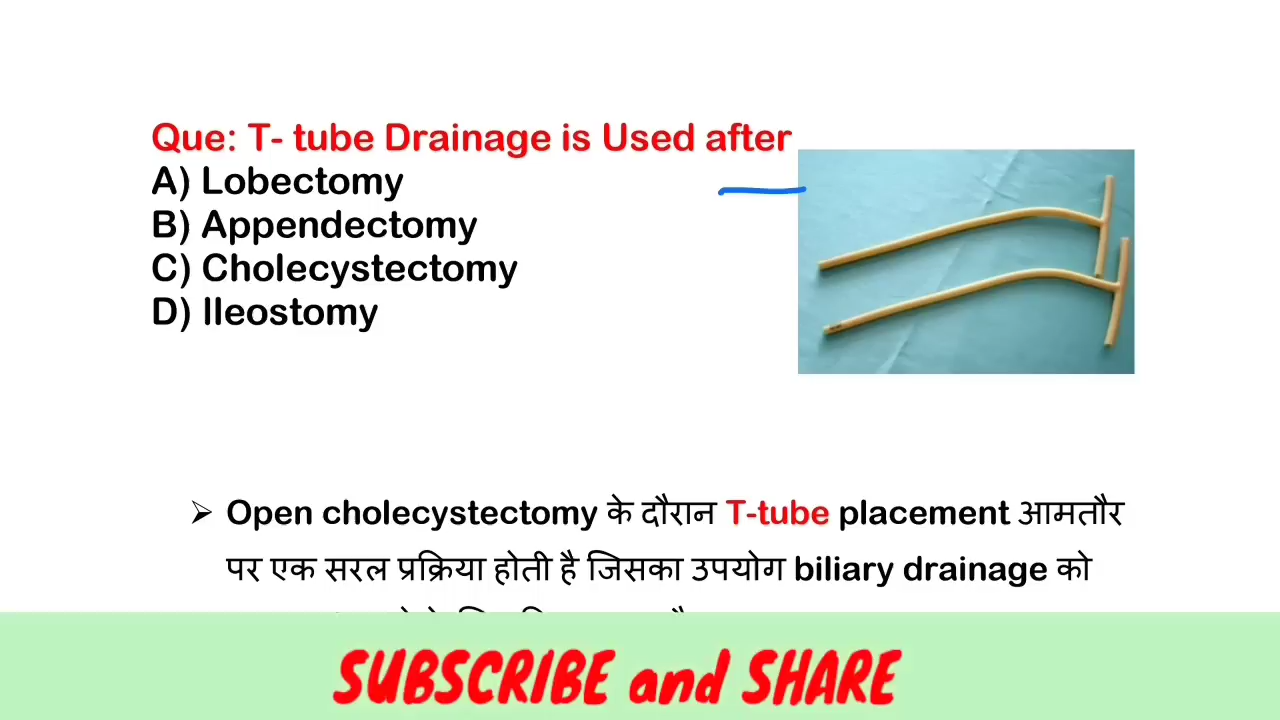 Que: T- tube Drainage is Used after
A) Lobectomy
B) Appendectomy
C) Cholecystectomy
D) Ileostomy
➢ Open cholecystectomy के दौरान T-tube placement आमतौर
पर एक सरल प्रक्रिया होती है जिसका उपयोग biliary drainage को
SUBSCRIBE and SHARE